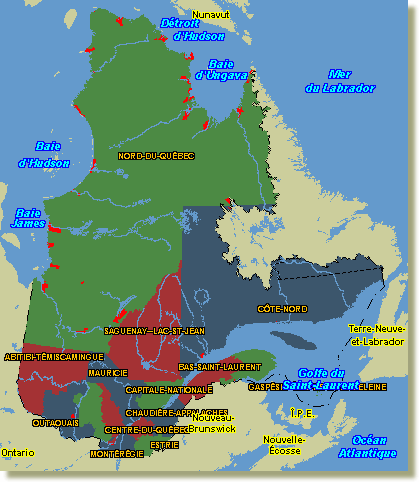 Nunavut
Détroit
d'Hudson
Baie
d'Ungava
Mer
du Labrador
Baie
d'Hudson
NORD-DU-QUÉBEC
Baie
James
CÔTE-NORD
SAGUENAY--LAC-ST-JEAN
Terre-Neuve-
et-Labrador
ABITIBI-TÉMISCAMINGUE
BAS-SAINT-LAURENT
MAURICIE
Golfe du
Saint-Laurent
CAPITALE-NATIONALE
GASPÉSI
LEINE
CHAUDIÈRE-APPALACHES
Î.P.É.
OUTAOUAIS
Nouveau-
Brunswick
CENTRE-DU-QUÉBEC
ESTRIE
Nouvelle-
Écosse
Océan
Atlantique
Ontario
MONTÉRÉGIE